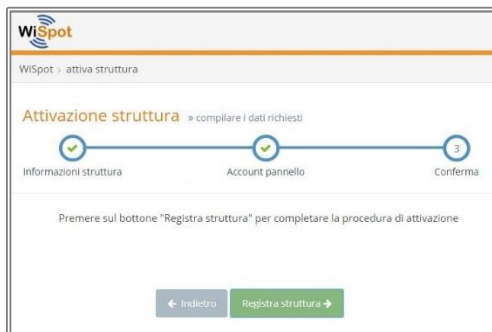 WiSpot
WiSpot > attiva struttura
Attivazione struttura » compilare i dati richiesti
3
Informazioni struttura Account pannello Conferma
Premere sul bottone "Registra struttura" per completare la procedura di attivazione
← Indietro Registra struttura →